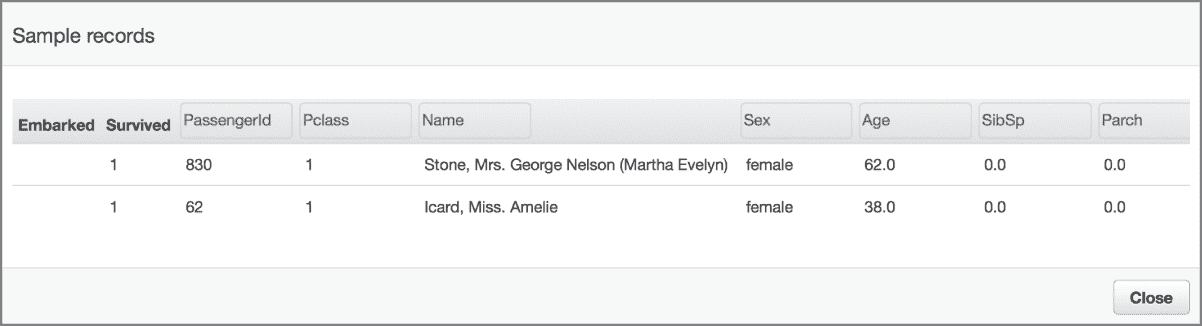 Sample records
Embarked Survived PassengerId Pclass Name Sex Age SibSp Parch
1 830 1 Stone, Mrs. George Nelson (Martha Evelyn) female 62.0 0.0 0.0
1 62 1 Icard, Miss. Amelie female 38.0 0.0 0.0
Close